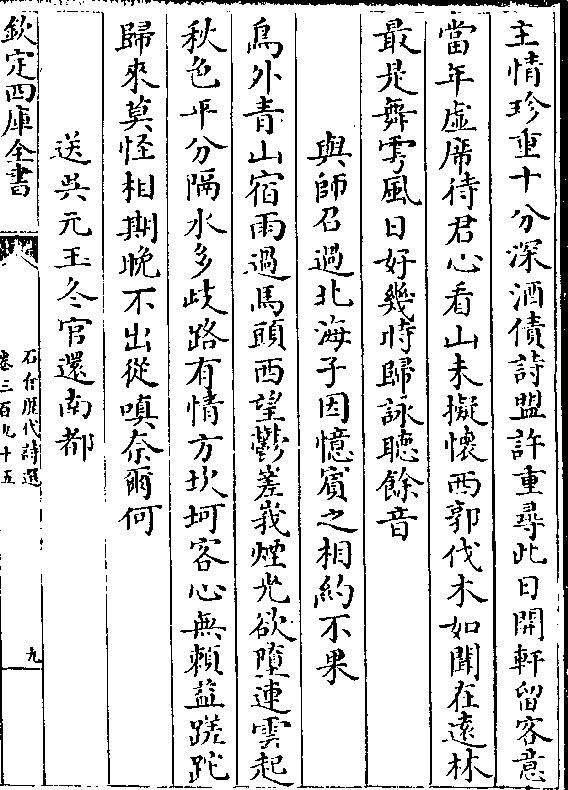 主情珍重十分深酒債詩盟許重尋此日開軒留客意
當年虛席待君心看山未擬懷西郭伐木如聞在遠林
最是舞雩風日好幾時歸詠聽餘音
與師召過北海子因憶賓之相約不果
鳥外青山宿雨過馬頭西望鬱嵳峩煙光欲墮連雲起
秋色平分隔水多歧路有情方坎坷客心無賴益蹉跎
歸來莫怪相期晚不出從嗔奈爾何
送吳元玉冬官還南都
欽定四庫全書
石倉歷代詩選
卷三百九十五
九